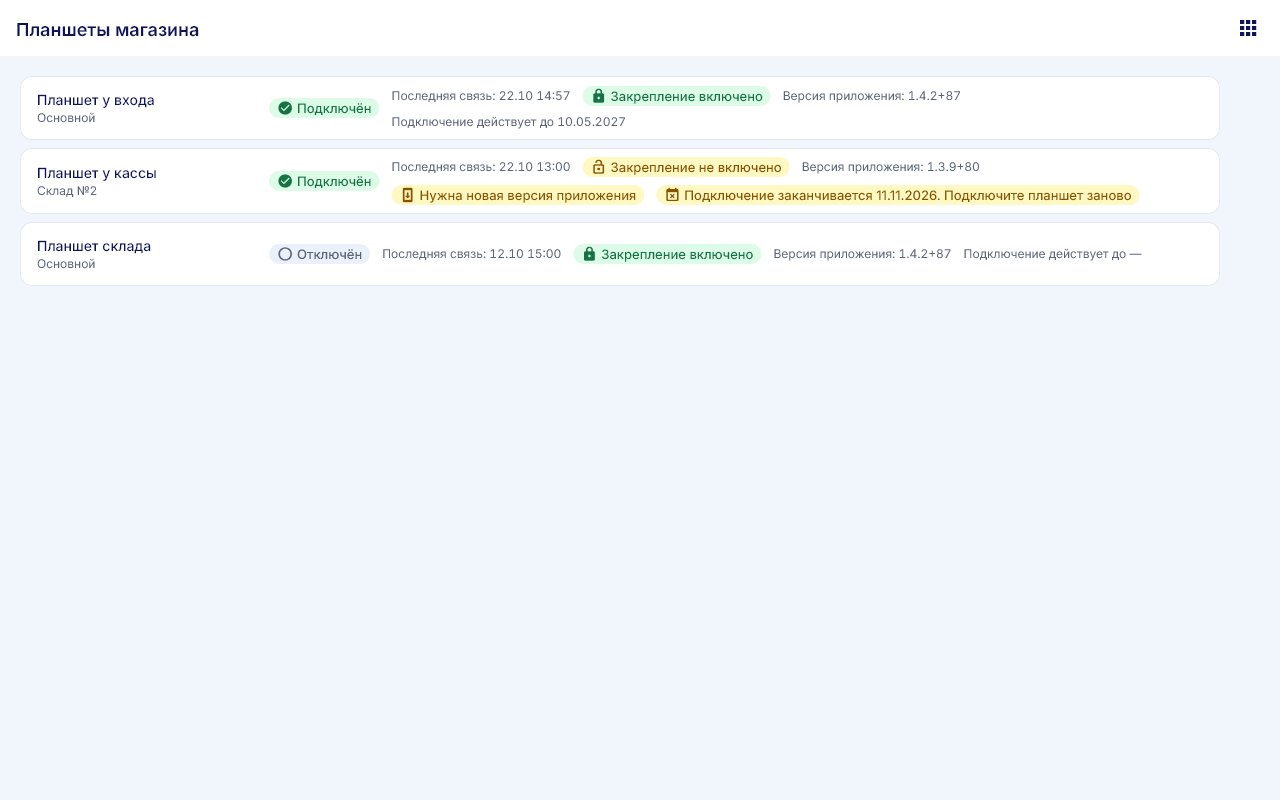 Планшеты магазина
Планшет у входа
Основной
Подключён
Последняя связь: 22.10 14:57
Закрепление включено
Версия приложения: 1.4.2+87
Подключение действует до 10.05.2027
Планшет у кассы
Склад №2
Подключён
Последняя связь: 22.10 13:00
Закрепление не включено
Версия приложения: 1.3.9+80
Нужна новая версия приложения
Подключение заканчивается 11.11.2026. Подключите планшет заново
Планшет склада
Основной
Отключён
Последняя связь: 12.10 15:00
Закрепление включено
Версия приложения: 1.4.2+87
Подключение действует до —